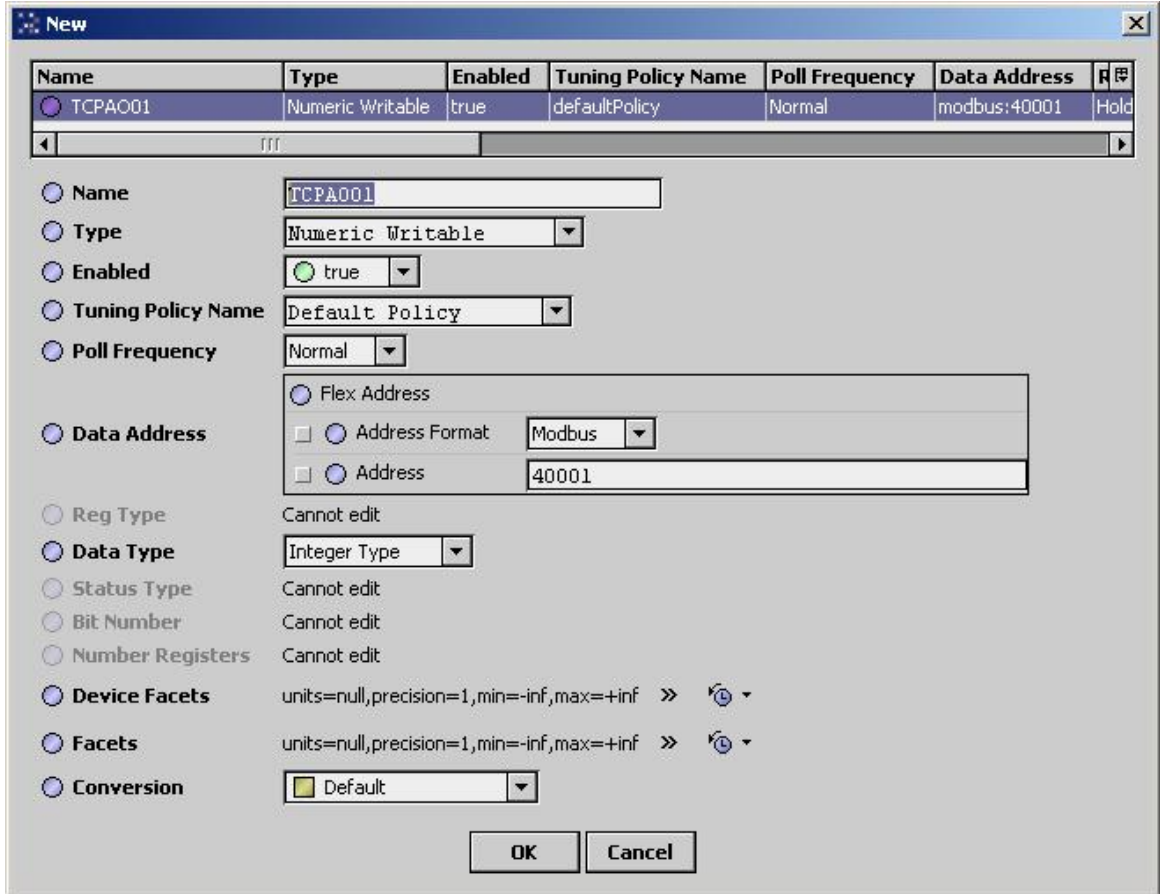 New
Name Type Enabled Tuning Policy Name Poll Frequency Data Address R
TCPAO01 Numeric Writable true defaultPolicy Normal modbus:40001 Hold
Name TCPAO01
Type Numeric Writable
Enabled true
Tuning Policy Name Default Policy
Poll Frequency Normal
Flex Address
Data Address
Address Format Modbus
Address 40001
Reg Type Cannot edit
Data Type Integer Type
Status Type Cannot edit
Bit Number Cannot edit
Number Registers Cannot edit
Device Facets units=null,precision=1,min=-inf,max=+inf »
Facets units=null,precision=1,min=-inf,max=+inf »
Conversion Default
OK Cancel